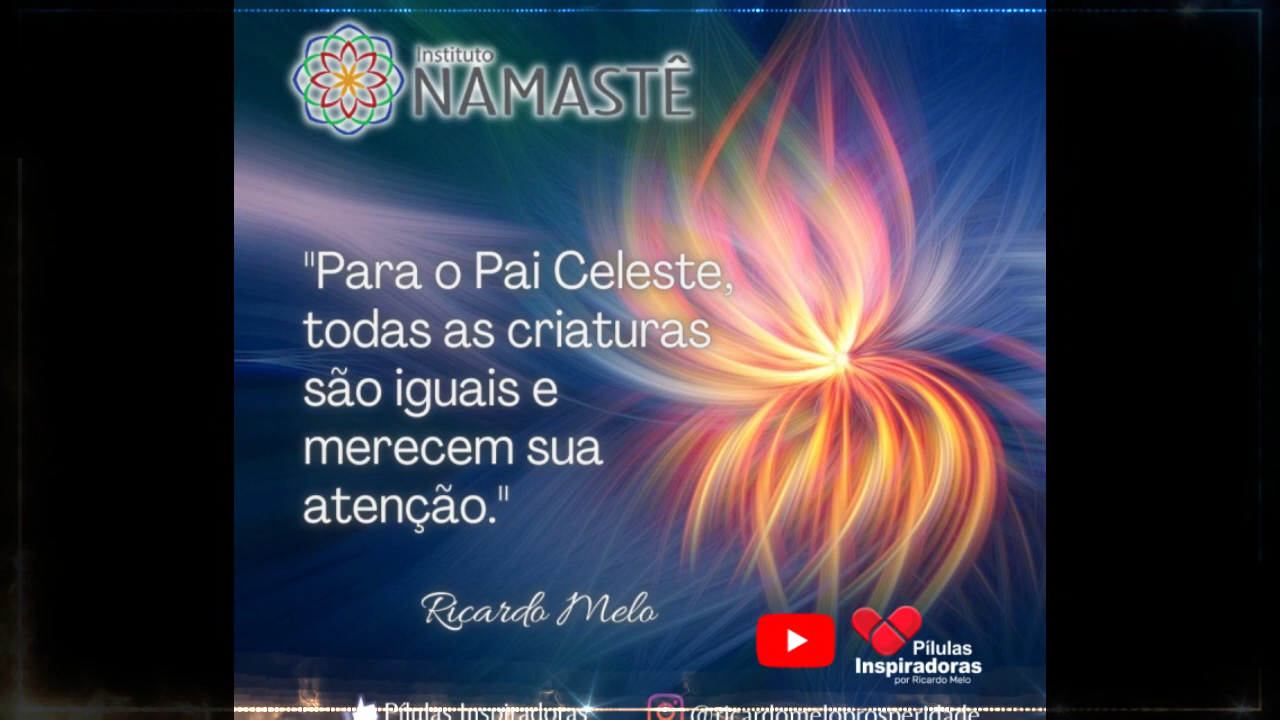 Instituto
NAMASTÊ
"Para o Pai Celeste,
todas as criaturas
são iguais e
merecem sua
atenção."
Ricardo Melo
Pílulas
Inspiradoras
por Ricardo Melo
Pílulas Inspiradoras
@ricardomeloprosperidade